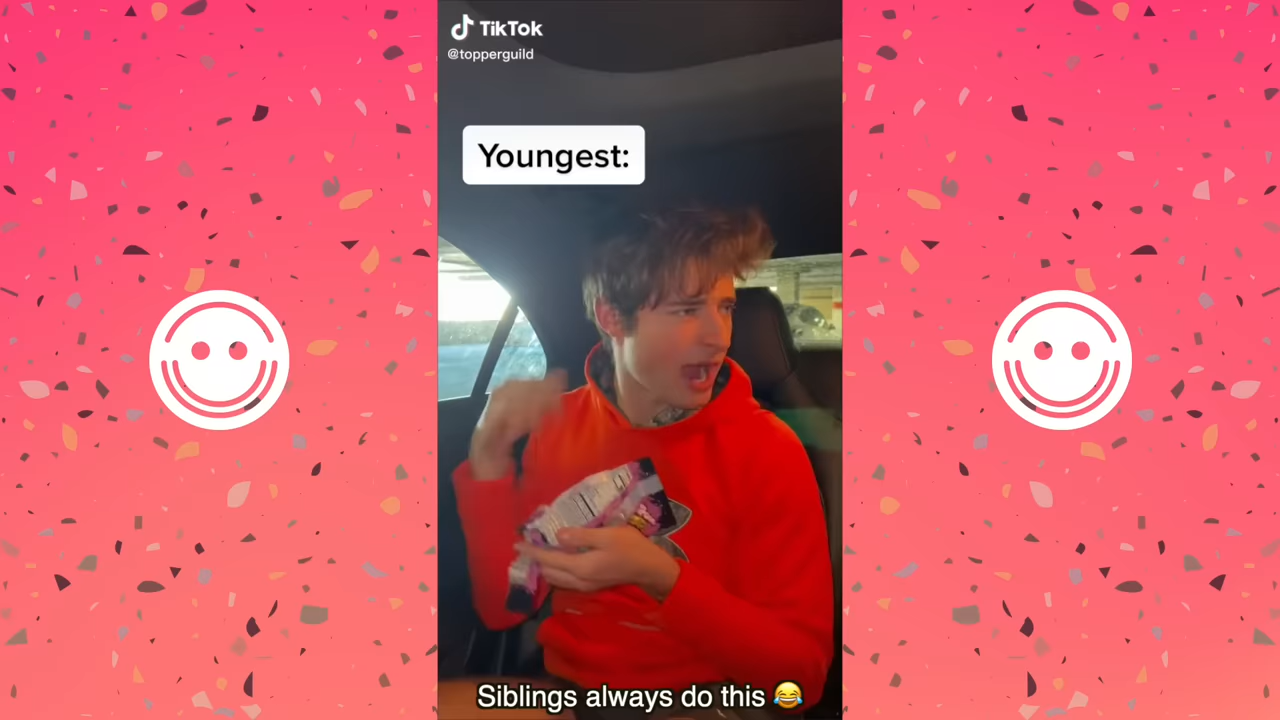 TikTok
@topperguild
Youngest:
Siblings always do this 😂